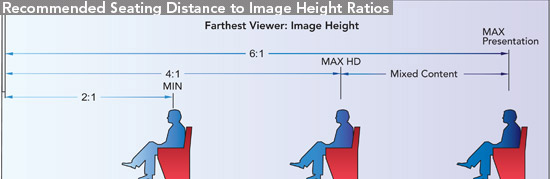 Recommended Seating Distance to Image Height Ratios
Farthest Viewer: Image Height
MAX
Presentation
6:1
MAX HD
4:1
Mixed Content
MIN
2:1